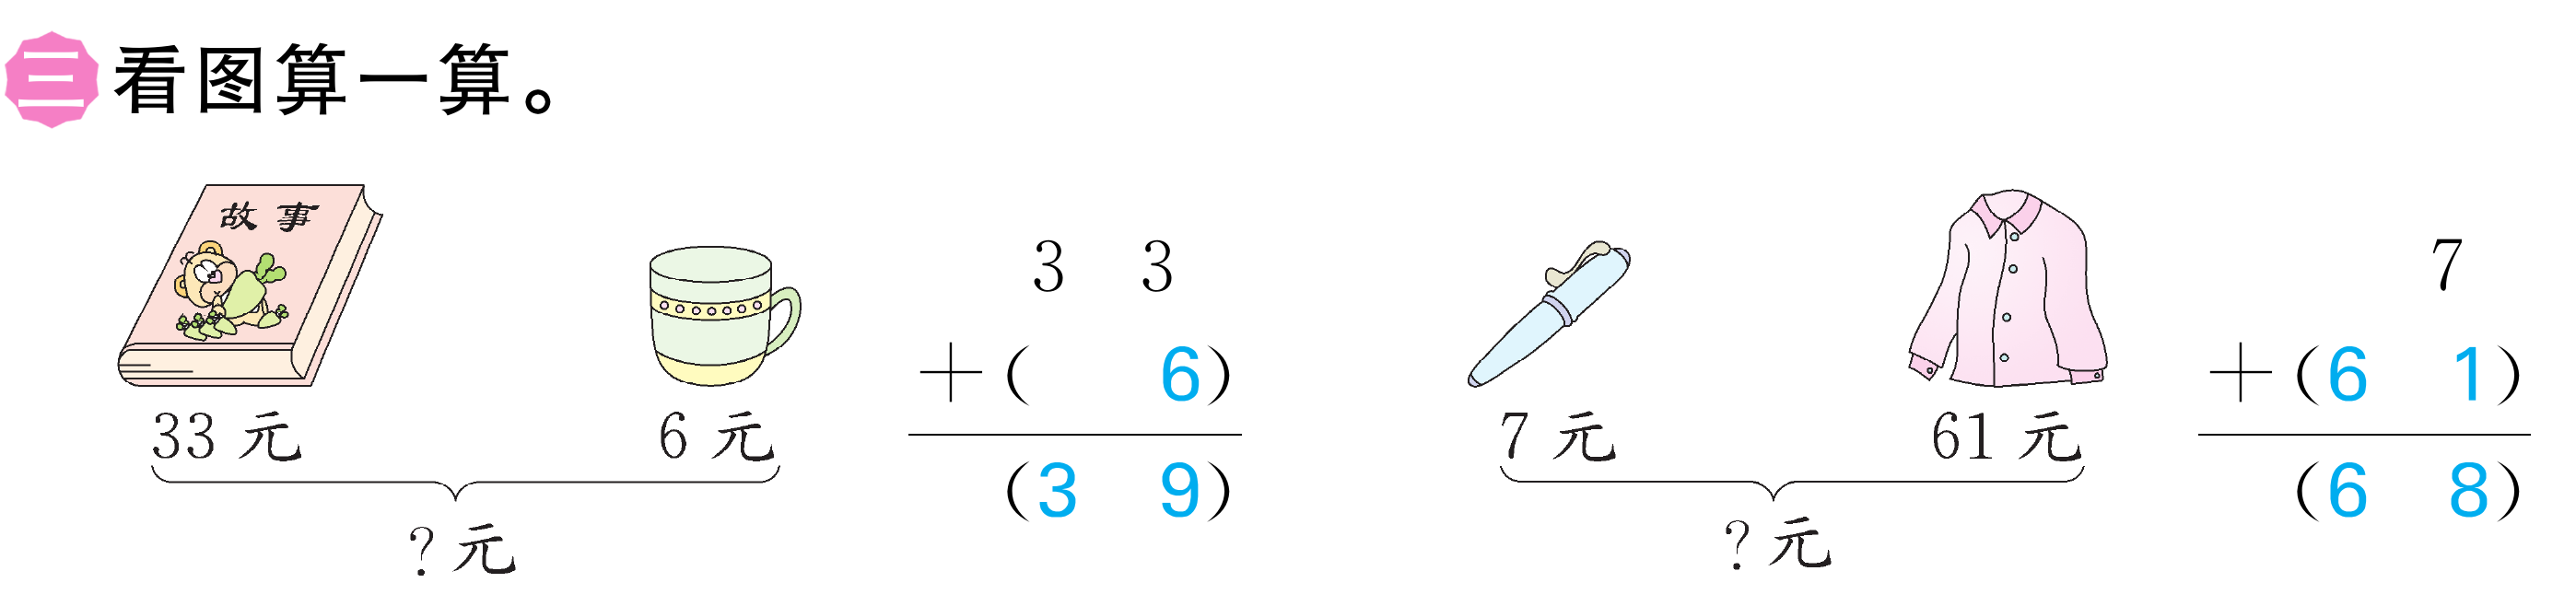 三 看图算一算。
故事
33 元
6 元
? 元
3 3
+( 6)
(3 9)
7 元
61 元
? 元
7
+(6 1)
(6 8)